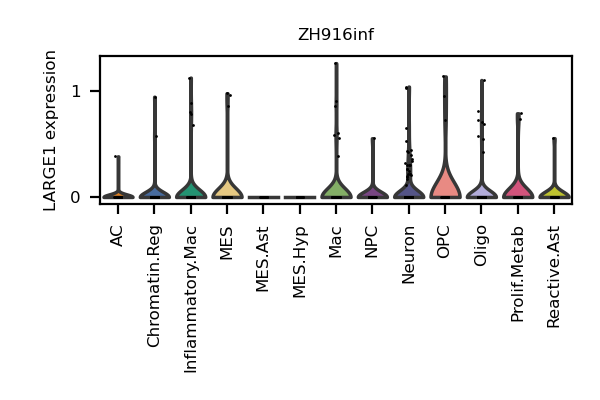 ZH916inf
LARGE1 expression
1
0
AC
Chromatin.Reg
Inflammatory.Mac
MES
MES.Ast
MES.Hyp
Mac
NPC
Neuron
OPC
Oligo
Prolif.Metab
Reactive.Ast